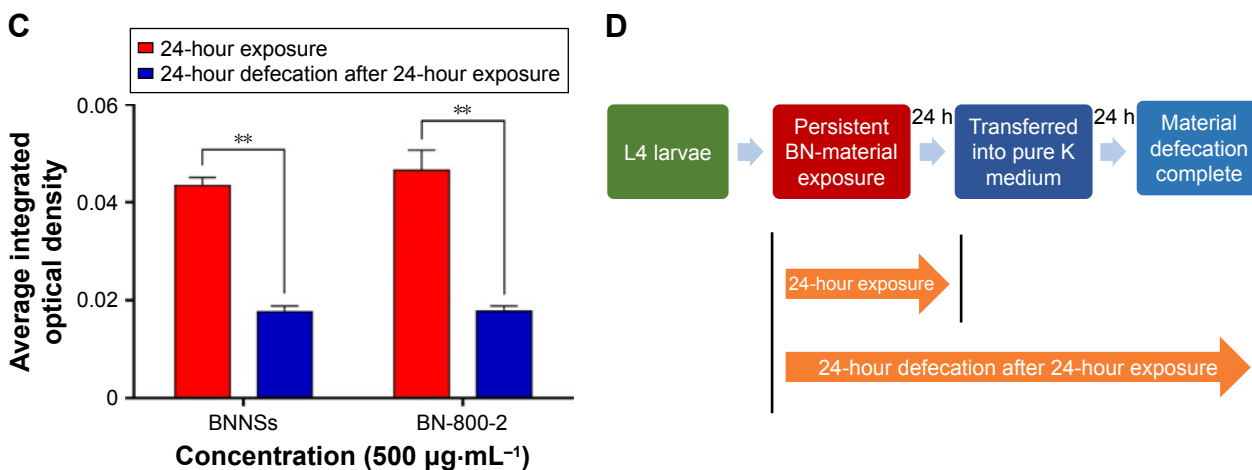 C
24-hour exposure
24-hour defecation after 24-hour exposure
0.06
0.04
0.02
0
**
**
Average integrated
optical density
BNNSs
BN-800-2
Concentration (500 µg·mL⁻¹)
D
L4 larvae
Persistent
BN-material
exposure
24 h
Transferred
into pure K
medium
24 h
Material
defecation
complete
24-hour exposure
24-hour defecation after 24-hour exposure